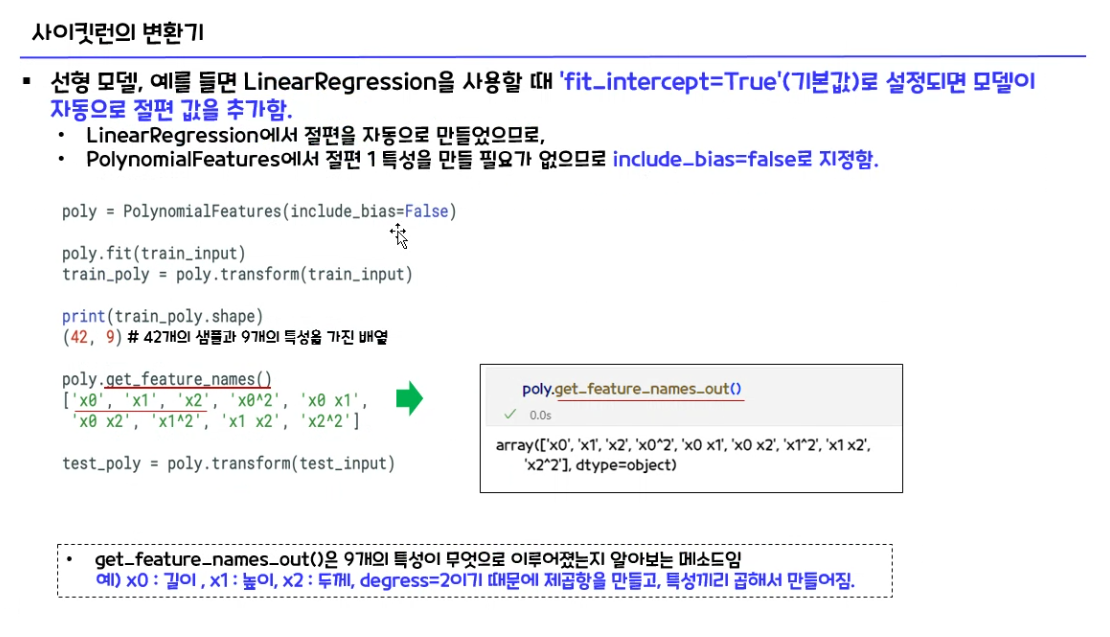 사이킷런의 변환기
▪ 선형 모델, 예를 들면 LinearRegression을 사용할 때 'fit_intercept=True'(기본값)로 설정되면 모델이
자동으로 절편 값을 추가함.
• LinearRegression에서 절편을 자동으로 만들었으므로,
• PolynomialFeatures에서 절편 1 특성을 만들 필요가 없으므로 include_bias=false로 지정함.
poly = PolynomialFeatures(include_bias=False)
poly.fit(train_input)
train_poly = poly.transform(train_input)
print(train_poly.shape)
(42, 9) # 42개의 샘플과 9개의 특성을 가진 배열
poly.get_feature_names()
['x0', 'x1', 'x2', 'x0^2', 'x0 x1',
'x0 x2', 'x1^2', 'x1 x2', 'x2^2']
test_poly = poly.transform(test_input)
poly.get_feature_names_out()
✓ 0.0s
array(['x0', 'x1', 'x2', 'x0^2', 'x0 x1', 'x0 x2', 'x1^2', 'x1 x2',
'x2^2'], dtype=object)
• get_feature_names_out()은 9개의 특성이 무엇으로 이루어졌는지 알아보는 메소드임
예) x0 : 길이 , x1 : 높이, x2 : 두께, degress=2이기 때문에 제곱항을 만들고, 특성끼리 곱해서 만들어짐.